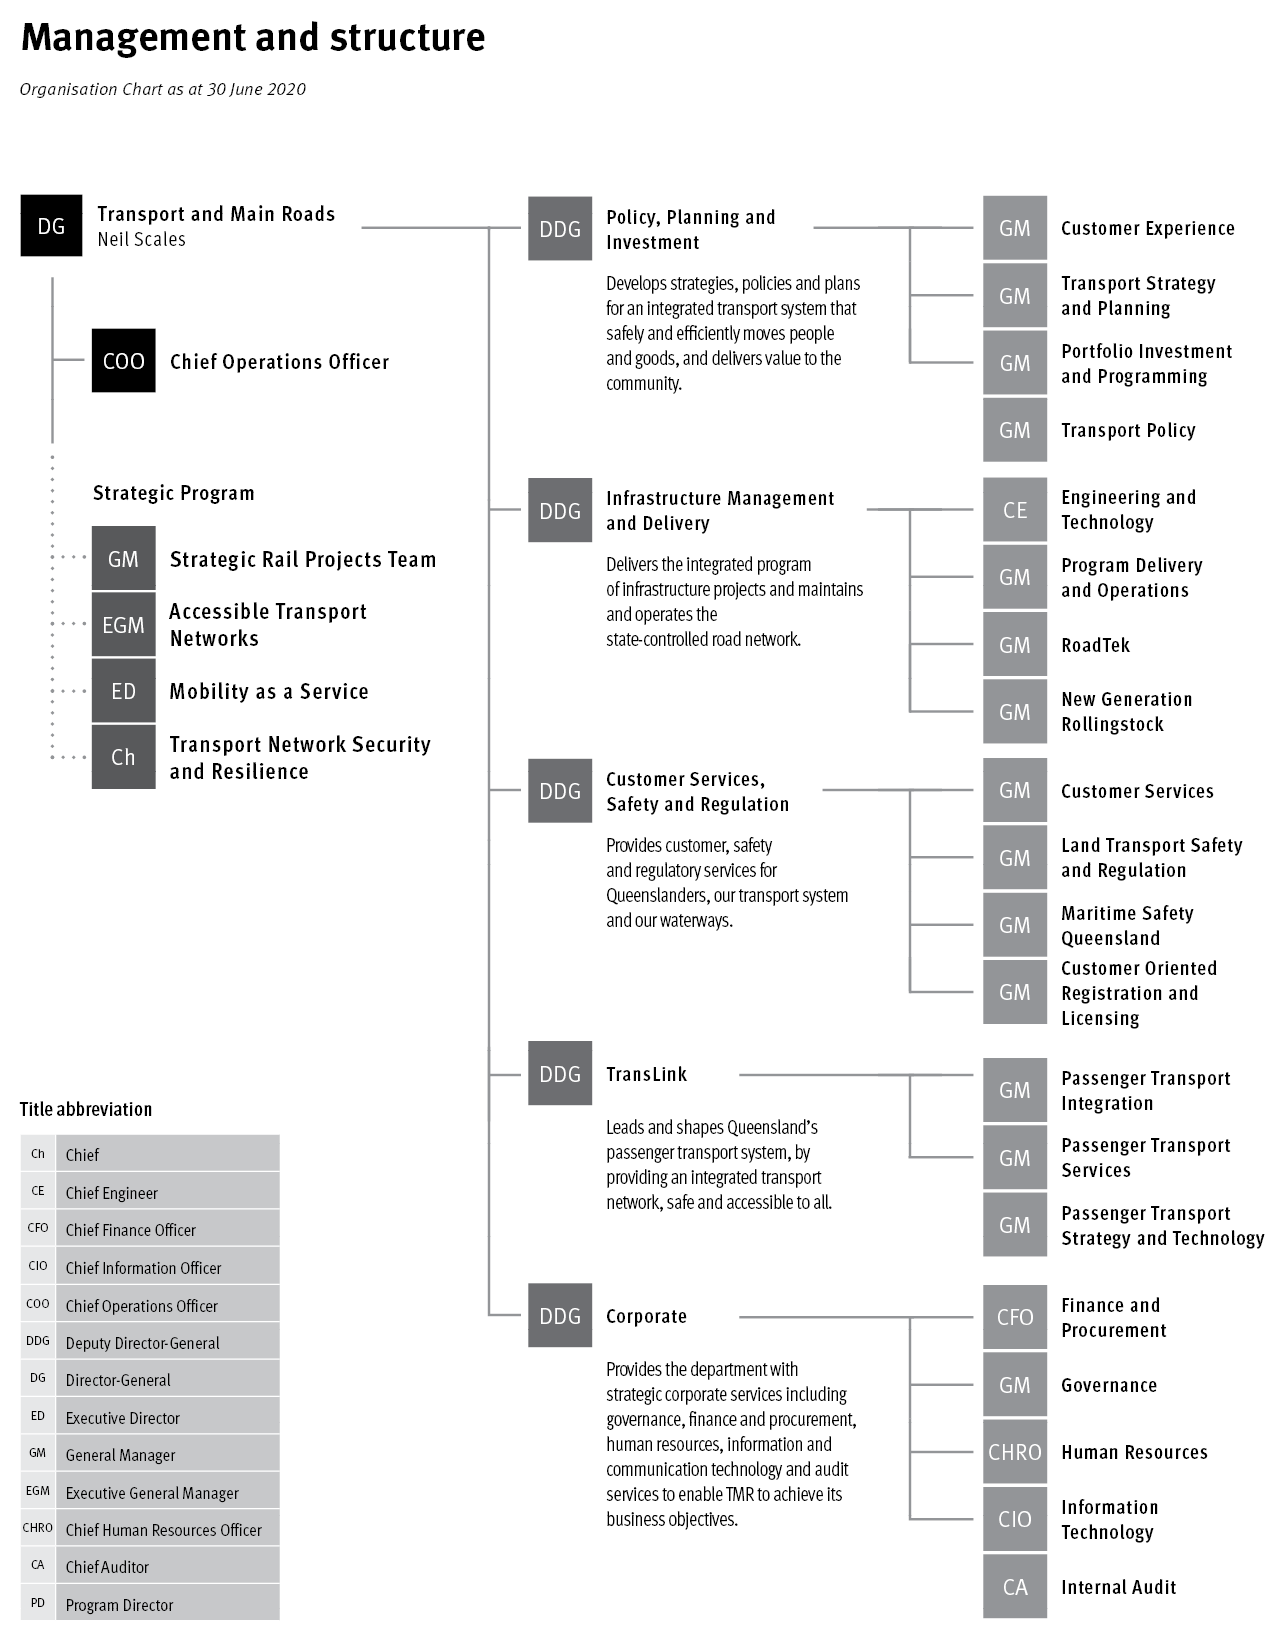 Management and structure
Organisation Chart as at 30 June 2020
DG
Transport and Main Roads
Neil Scales
COO
Chief Operations Officer
Strategic Program
GM
Strategic Rail Projects Team
EGM
Accessible Transport
Networks
ED
Mobility as a Service
Ch
Transport Network Security
and Resilience
DDG
Policy, Planning and
Investment
Develops strategies, policies and plans
for an integrated transport system that
safely and efficiently moves people
and goods, and delivers value to the
community.
GM
Customer Experience
GM
Transport Strategy
and Planning
GM
Portfolio Investment
and Programming
GM
Transport Policy
DDG
Infrastructure Management
and Delivery
Delivers the integrated program
of infrastructure projects and maintains
and operates the
state-controlled road network.
CE
Engineering and
Technology
GM
Program Delivery
and Operations
GM
RoadTek
GM
New Generation
Rollingstock
DDG
Customer Services,
Safety and Regulation
Provides customer, safety
and regulatory services for
Queenslanders, our transport system
and our waterways.
GM
Customer Services
GM
Land Transport Safety
and Regulation
GM
Maritime Safety
Queensland
GM
Customer Oriented
Registration and
Licensing
DDG
TransLink
Leads and shapes Queensland’s
passenger transport system, by
providing an integrated transport
network, safe and accessible to all.
GM
Passenger Transport
Integration
GM
Passenger Transport
Services
GM
Passenger Transport
Strategy and Technology
DDG
Corporate
Provides the department with
strategic corporate services including
governance, finance and procurement,
human resources, information and
communication technology and audit
services to enable TMR to achieve its
business objectives.
CFO
Finance and
Procurement
GM
Governance
CHRO
Human Resources
CIO
Information
Technology
CA
Internal Audit
Title abbreviation
Ch Chief
CE Chief Engineer
CFO Chief Finance Officer
CIO Chief Information Officer
COO Chief Operations Officer
DDG Deputy Director-General
DG Director-General
ED Executive Director
GM General Manager
EGM Executive General Manager
CHRO Chief Human Resources Officer
CA Chief Auditor
PD Program Director